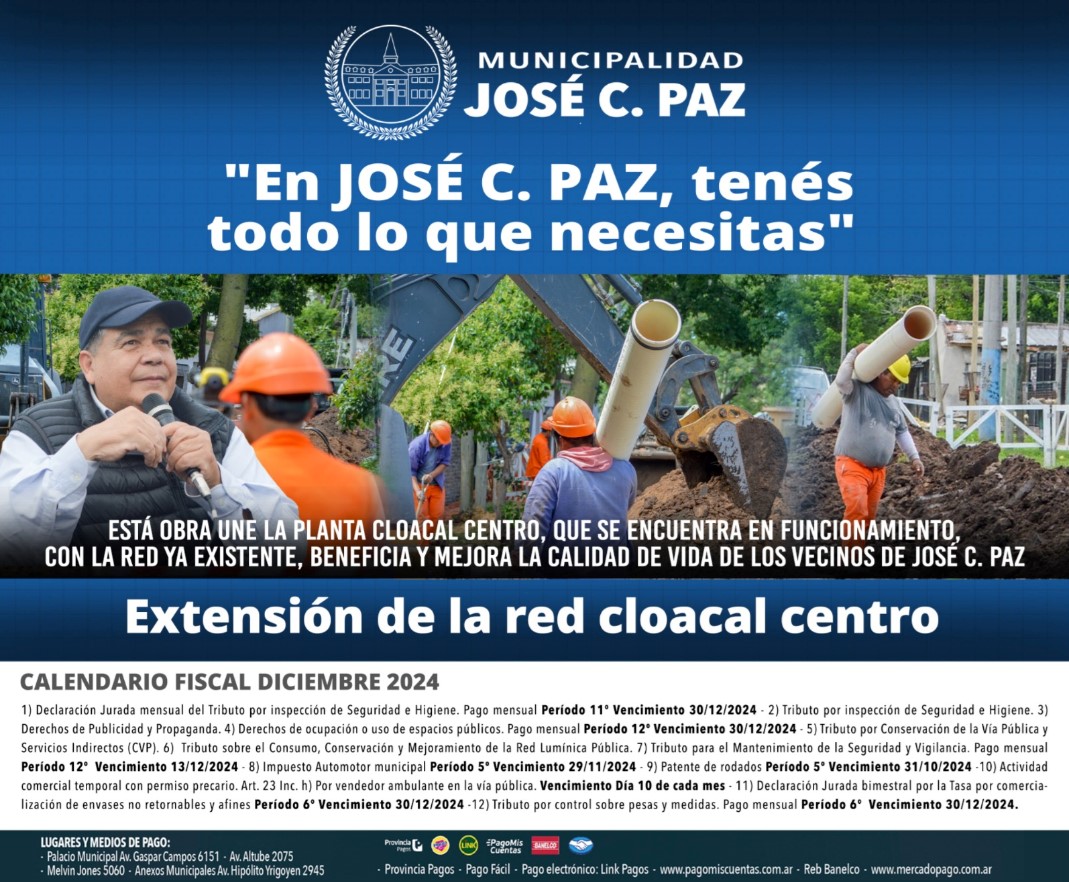 MUNICIPALIDAD
JOSÉ C. PAZ
"En JOSÉ C. PAZ, tenés
todo lo que necesitas"
RE
ESTÁ OBRA UNE LA PLANTA CLOACAL CENTRO, QUE SE ENCUENTRA EN FUNCIONAMIENTO,
CON LA RED YA EXISTENTE, BENEFICIA Y MEJORA LA CALIDAD DE VIDA DE LOS VECINOS DE JOSÉ C. PAZ
Extensión de la red cloacal centro
CALENDARIO FISCAL DICIEMBRE 2024
1) Declaración Jurada mensual del Tributo por inspección de Seguridad e Higiene. Pago mensual Período 11° Vencimiento 30/12/2024 - 2) Tributo por inspección de Seguridad e Higiene. 3)
Derechos de Publicidad y Propaganda. 4) Derechos de ocupación o uso de espacios públicos. Pago mensual Período 12° Vencimiento 30/12/2024 - 5) Tributo por Conservación de la Vía Pública y
Servicios Indirectos (CVP). 6) Tributo sobre el Consumo, Conservación y Mejoramiento de la Red Lumínica Pública. 7) Tributo para el Mantenimiento de la Seguridad y Vigilancia. Pago mensual
Período 12° Vencimiento 13/12/2024 - 8) Impuesto Automotor municipal Período 5° Vencimiento 29/11/2024 - 9) Patente de rodados Período 5° Vencimiento 31/10/2024 -10) Actividad
comercial temporal con permiso precario. Art. 23 Inc. h) Por vendedor ambulante en la vía pública. Vencimiento Día 10 de cada mes - 11) Declaración Jurada bimestral por la Tasa por comercia-
lización de envases no retornables y afines Período 6° Vencimiento 30/12/2024 -12) Tributo por control sobre pesas y medidas. Pago mensual Período 6° Vencimiento 30/12/2024.
LUGARES Y MEDIOS DE PAGO:
- Palacio Municipal Av. Gaspar Campos 6151 - Av. Altube 2075
- Melvin Jones 5060 - Anexos Municipales Av. Hipólito Yrigoyen 2945
Provincia Pagos LINK PagoMis Cuentas BANELCO
- Provincia Pagos - Pago Fácil - Pago electrónico: Link Pagos - www.pagomiscuentas.com.ar - Reb Banelco - www.mercadopago.com.ar